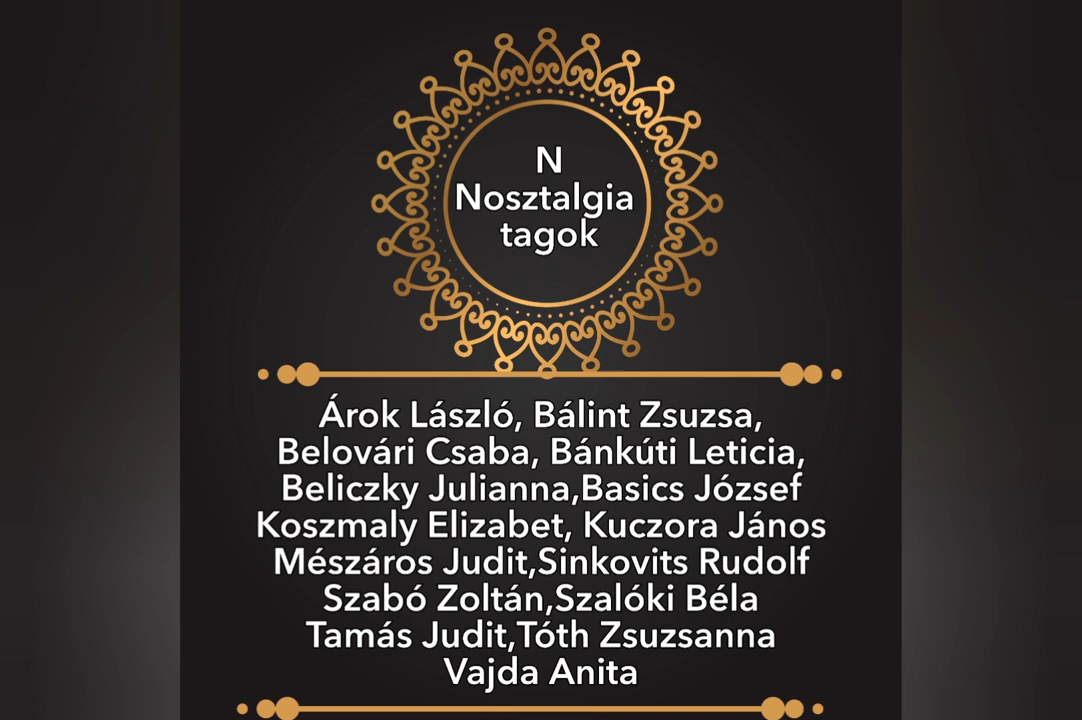 N
Nosztalgia
tagok
Árok László, Bálint Zsuzsa,
Belovári Csaba, Bánkúti Leticia,
Beliczky Julianna,Basics József
Koszmaly Elizabet, Kuczora János
Mészáros Judit,Sinkovits Rudolf
Szabó Zoltán,Szalóki Béla
Tamás Judit,Tóth Zsuzsanna
Vajda Anita